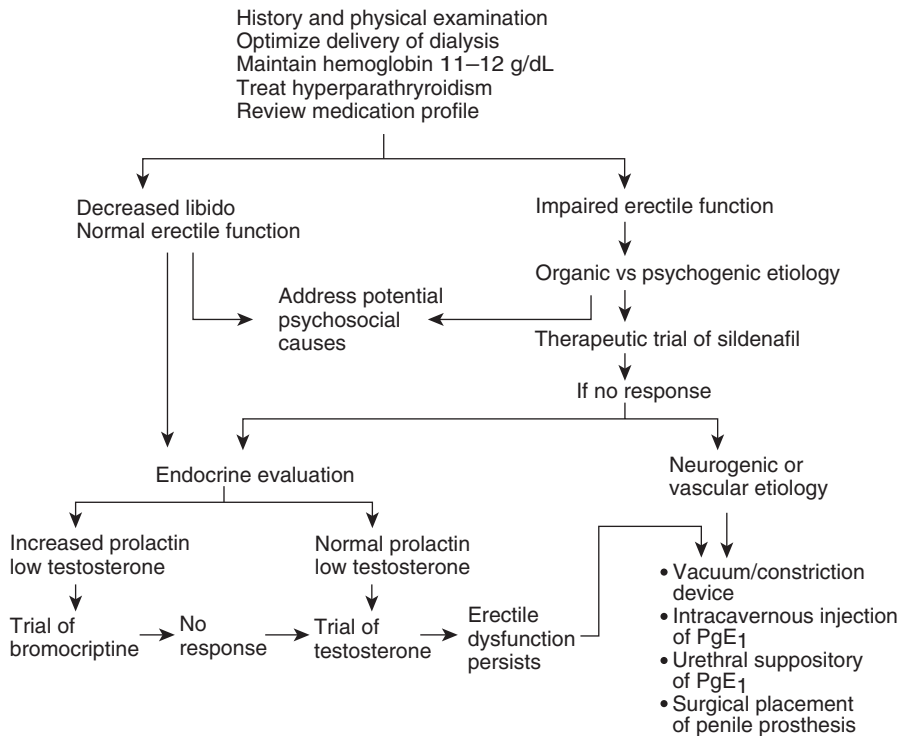 History and physical examination
Optimize delivery of dialysis
Maintain hemoglobin 11–12 g/dL
Treat hyperparathryroidism
Review medication profile
Decreased libido
Normal erectile function
Impaired erectile function
Organic vs psychogenic etiology
Address potential
psychosocial
causes
Therapeutic trial of sildenafil
If no response
Endocrine evaluation
Neurogenic or
vascular etiology
Increased prolactin
low testosterone
Normal prolactin
low testosterone
Trial of
bromocriptine
No
response
Trial of
testosterone
Erectile
dysfunction
persists
• Vacuum/constriction
device
• Intracavernous injection
of PgE1
• Urethral suppository
of PgE1
• Surgical placement
of penile prosthesis